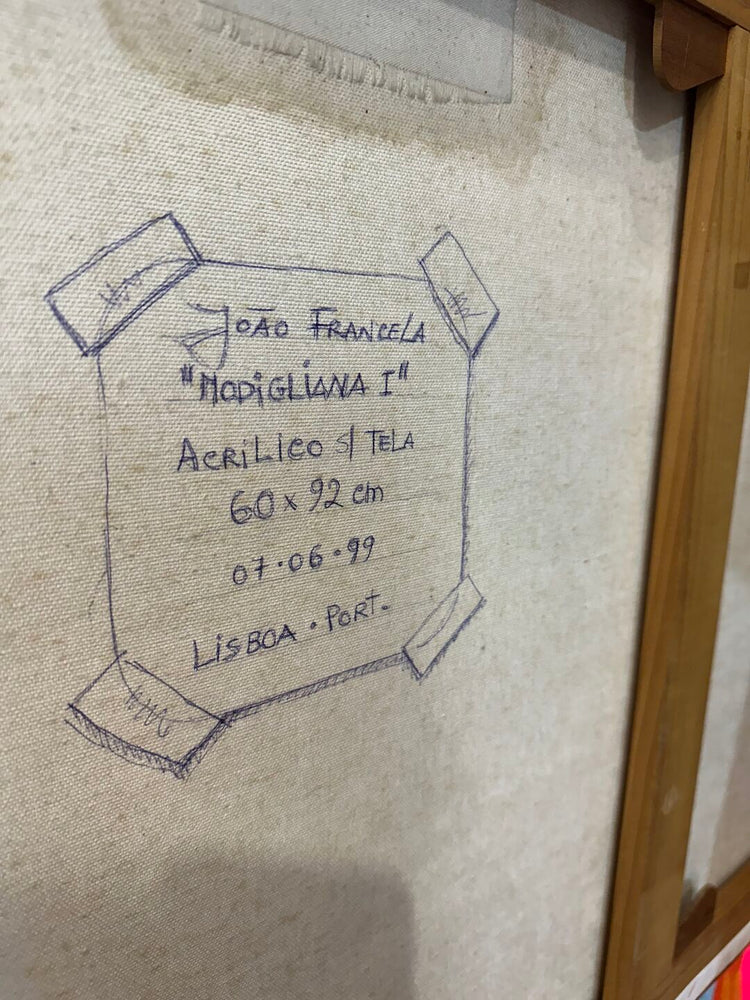 João Francela
"Modigliana I"
Acrilico s/ Tela
60 x 92 cm
07.06.99
Lisboa . Port.